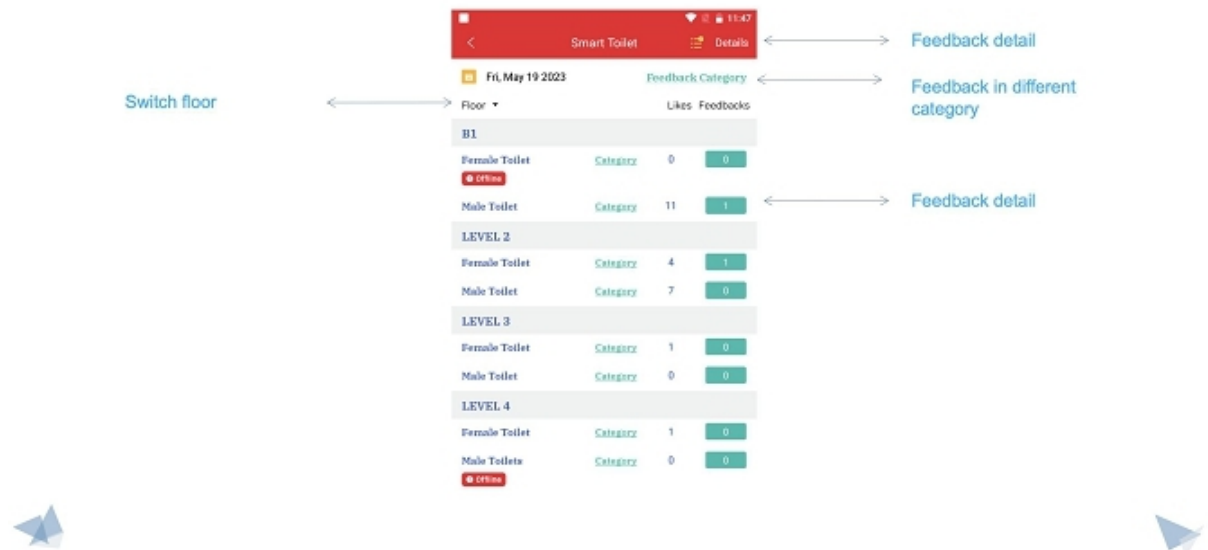 11:47
Smart Toilet
Details
Feedback detail
Fri, May 19 2023
Feedback Category
Feedback in different
category
Switch floor
Floor
Likes
Feedbacks
B1
Female Toilet Category 0 0
Offline
Male Toilet Category 11 1
Feedback detail
LEVEL 2
Female Toilet Category 4 1
Male Toilet Category 7 0
LEVEL 3
Female Toilet Category 1 0
Male Toilet Category 0 0
LEVEL 4
Female Toilet Category 1 0
Male Toilets Category 0 0
Offline